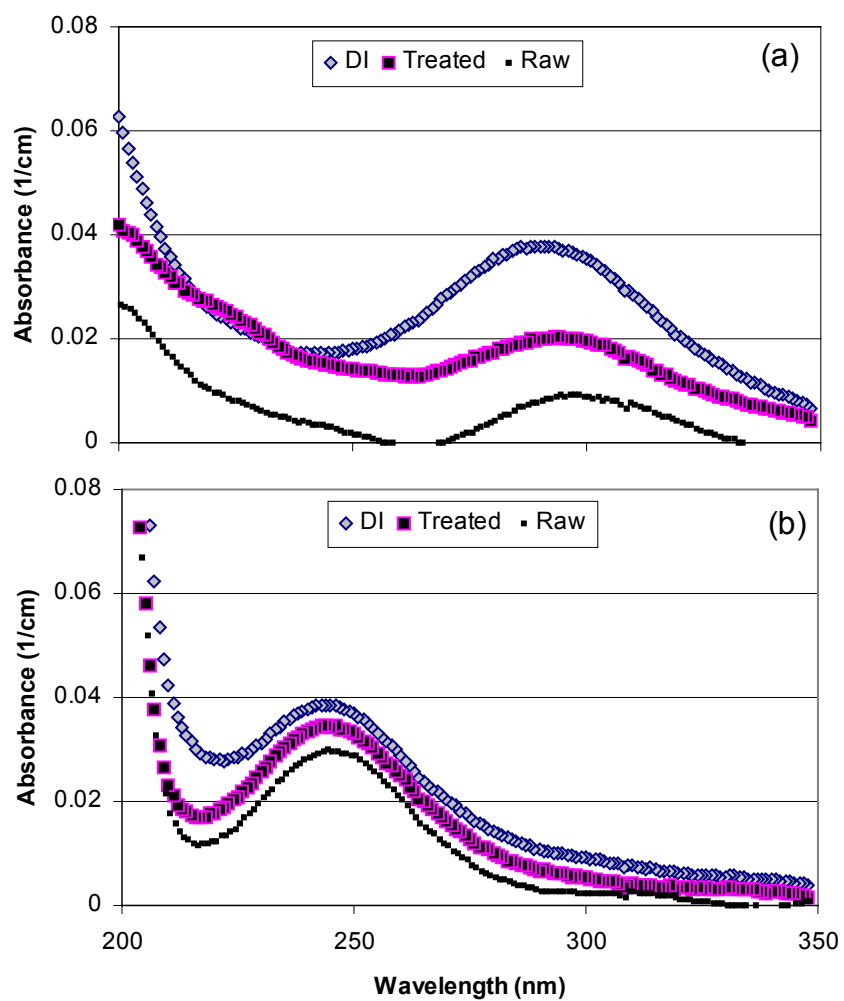 0.08
(a)
DI Treated Raw
0.06
0.04
0.02
0
Absorbance (1/cm)
0.08
(b)
DI Treated Raw
0.06
0.04
0.02
0
Absorbance (1/cm)
200 250 300 350
Wavelength (nm)